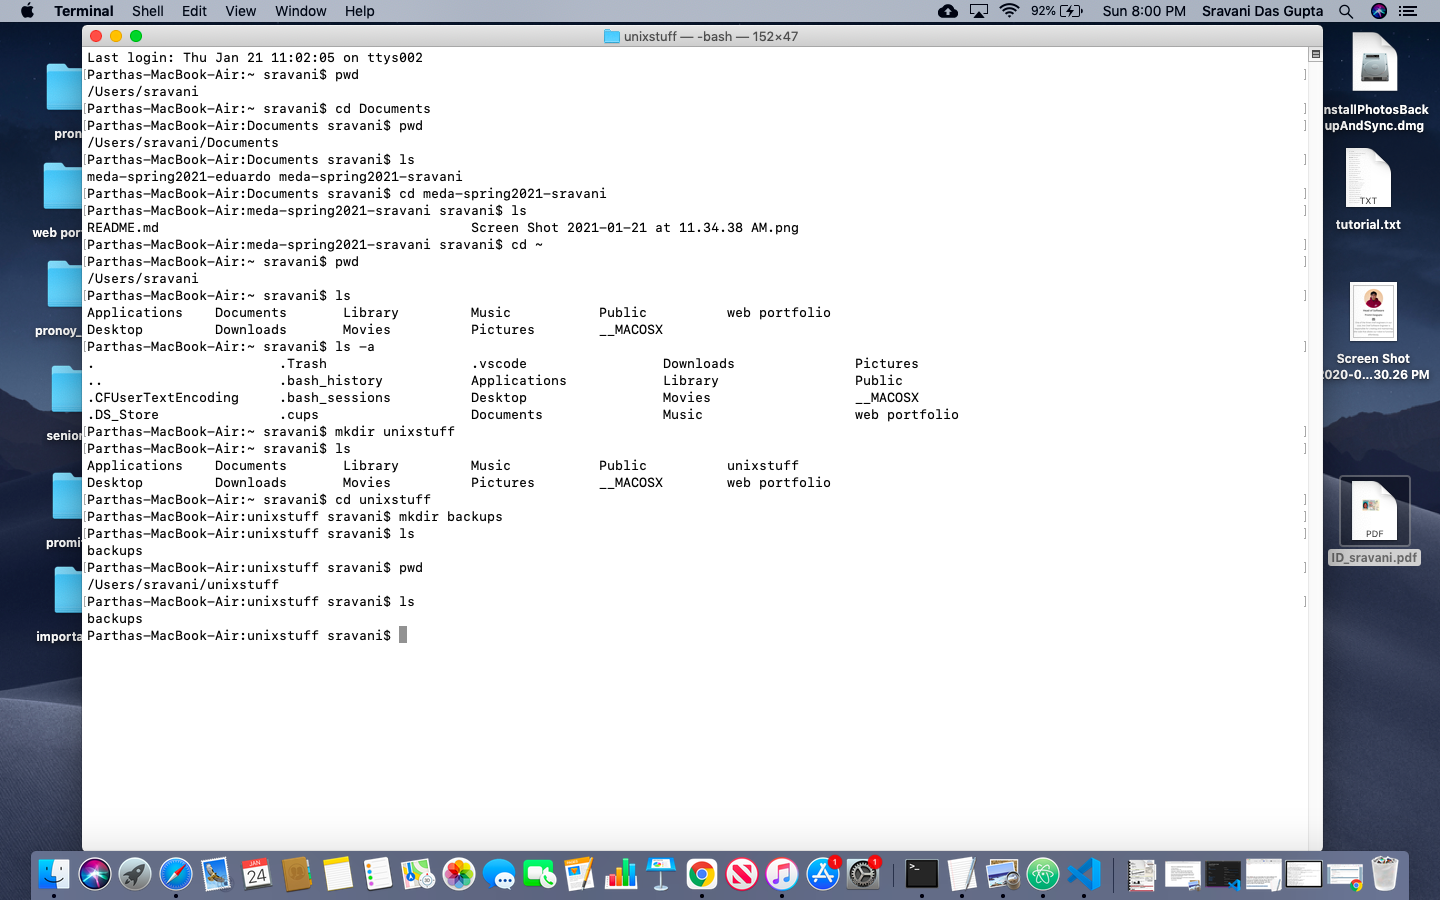 Terminal Shell Edit View Window Help 92% Sun 8:00 PM Sravani Das Gupta
unixstuff — -bash — 152×47
Last login: Thu Jan 21 11:02:05 on ttys002
[Parthas-MacBook-Air:~ sravani$ pwd ]
/Users/sravani
[Parthas-MacBook-Air:~ sravani$ cd Documents ]
[Parthas-MacBook-Air:Documents sravani$ pwd ]
/Users/sravani/Documents
[Parthas-MacBook-Air:Documents sravani$ ls ]
meda-spring2021-eduardo meda-spring2021-sravani
[Parthas-MacBook-Air:Documents sravani$ cd meda-spring2021-sravani ]
[Parthas-MacBook-Air:meda-spring2021-sravani sravani$ ls ]
README.md Screen Shot 2021-01-21 at 11.34.38 AM.png
[Parthas-MacBook-Air:meda-spring2021-sravani sravani$ cd ~ ]
[Parthas-MacBook-Air:~ sravani$ pwd ]
/Users/sravani
[Parthas-MacBook-Air:~ sravani$ ls ]
Applications Documents Library Music Public web portfolio
Desktop Downloads Movies Pictures __MACOSX
[Parthas-MacBook-Air:~ sravani$ ls -a ]
. .Trash .vscode Downloads Pictures
.. .bash_history Applications Library Public
.CFUserTextEncoding .bash_sessions Desktop Movies __MACOSX
.DS_Store .cups Documents Music web portfolio
[Parthas-MacBook-Air:~ sravani$ mkdir unixstuff ]
[Parthas-MacBook-Air:~ sravani$ ls ]
Applications Documents Library Music Public unixstuff
Desktop Downloads Movies Pictures __MACOSX web portfolio
[Parthas-MacBook-Air:~ sravani$ cd unixstuff ]
[Parthas-MacBook-Air:unixstuff sravani$ mkdir backups ]
[Parthas-MacBook-Air:unixstuff sravani$ ls ]
backups
[Parthas-MacBook-Air:unixstuff sravani$ pwd ]
/Users/sravani/unixstuff
[Parthas-MacBook-Air:unixstuff sravani$ ls ]
backups
Parthas-MacBook-Air:unixstuff sravani$
pron
web por
pronoy_
senior
promi
importa
nstallPhotosBack
upAndSync.dmg
TXT
tutorial.txt
Screen Shot
2020-0...30.26 PM
PDF
ID_sravani.pdf
JAN
24
1
1
>_